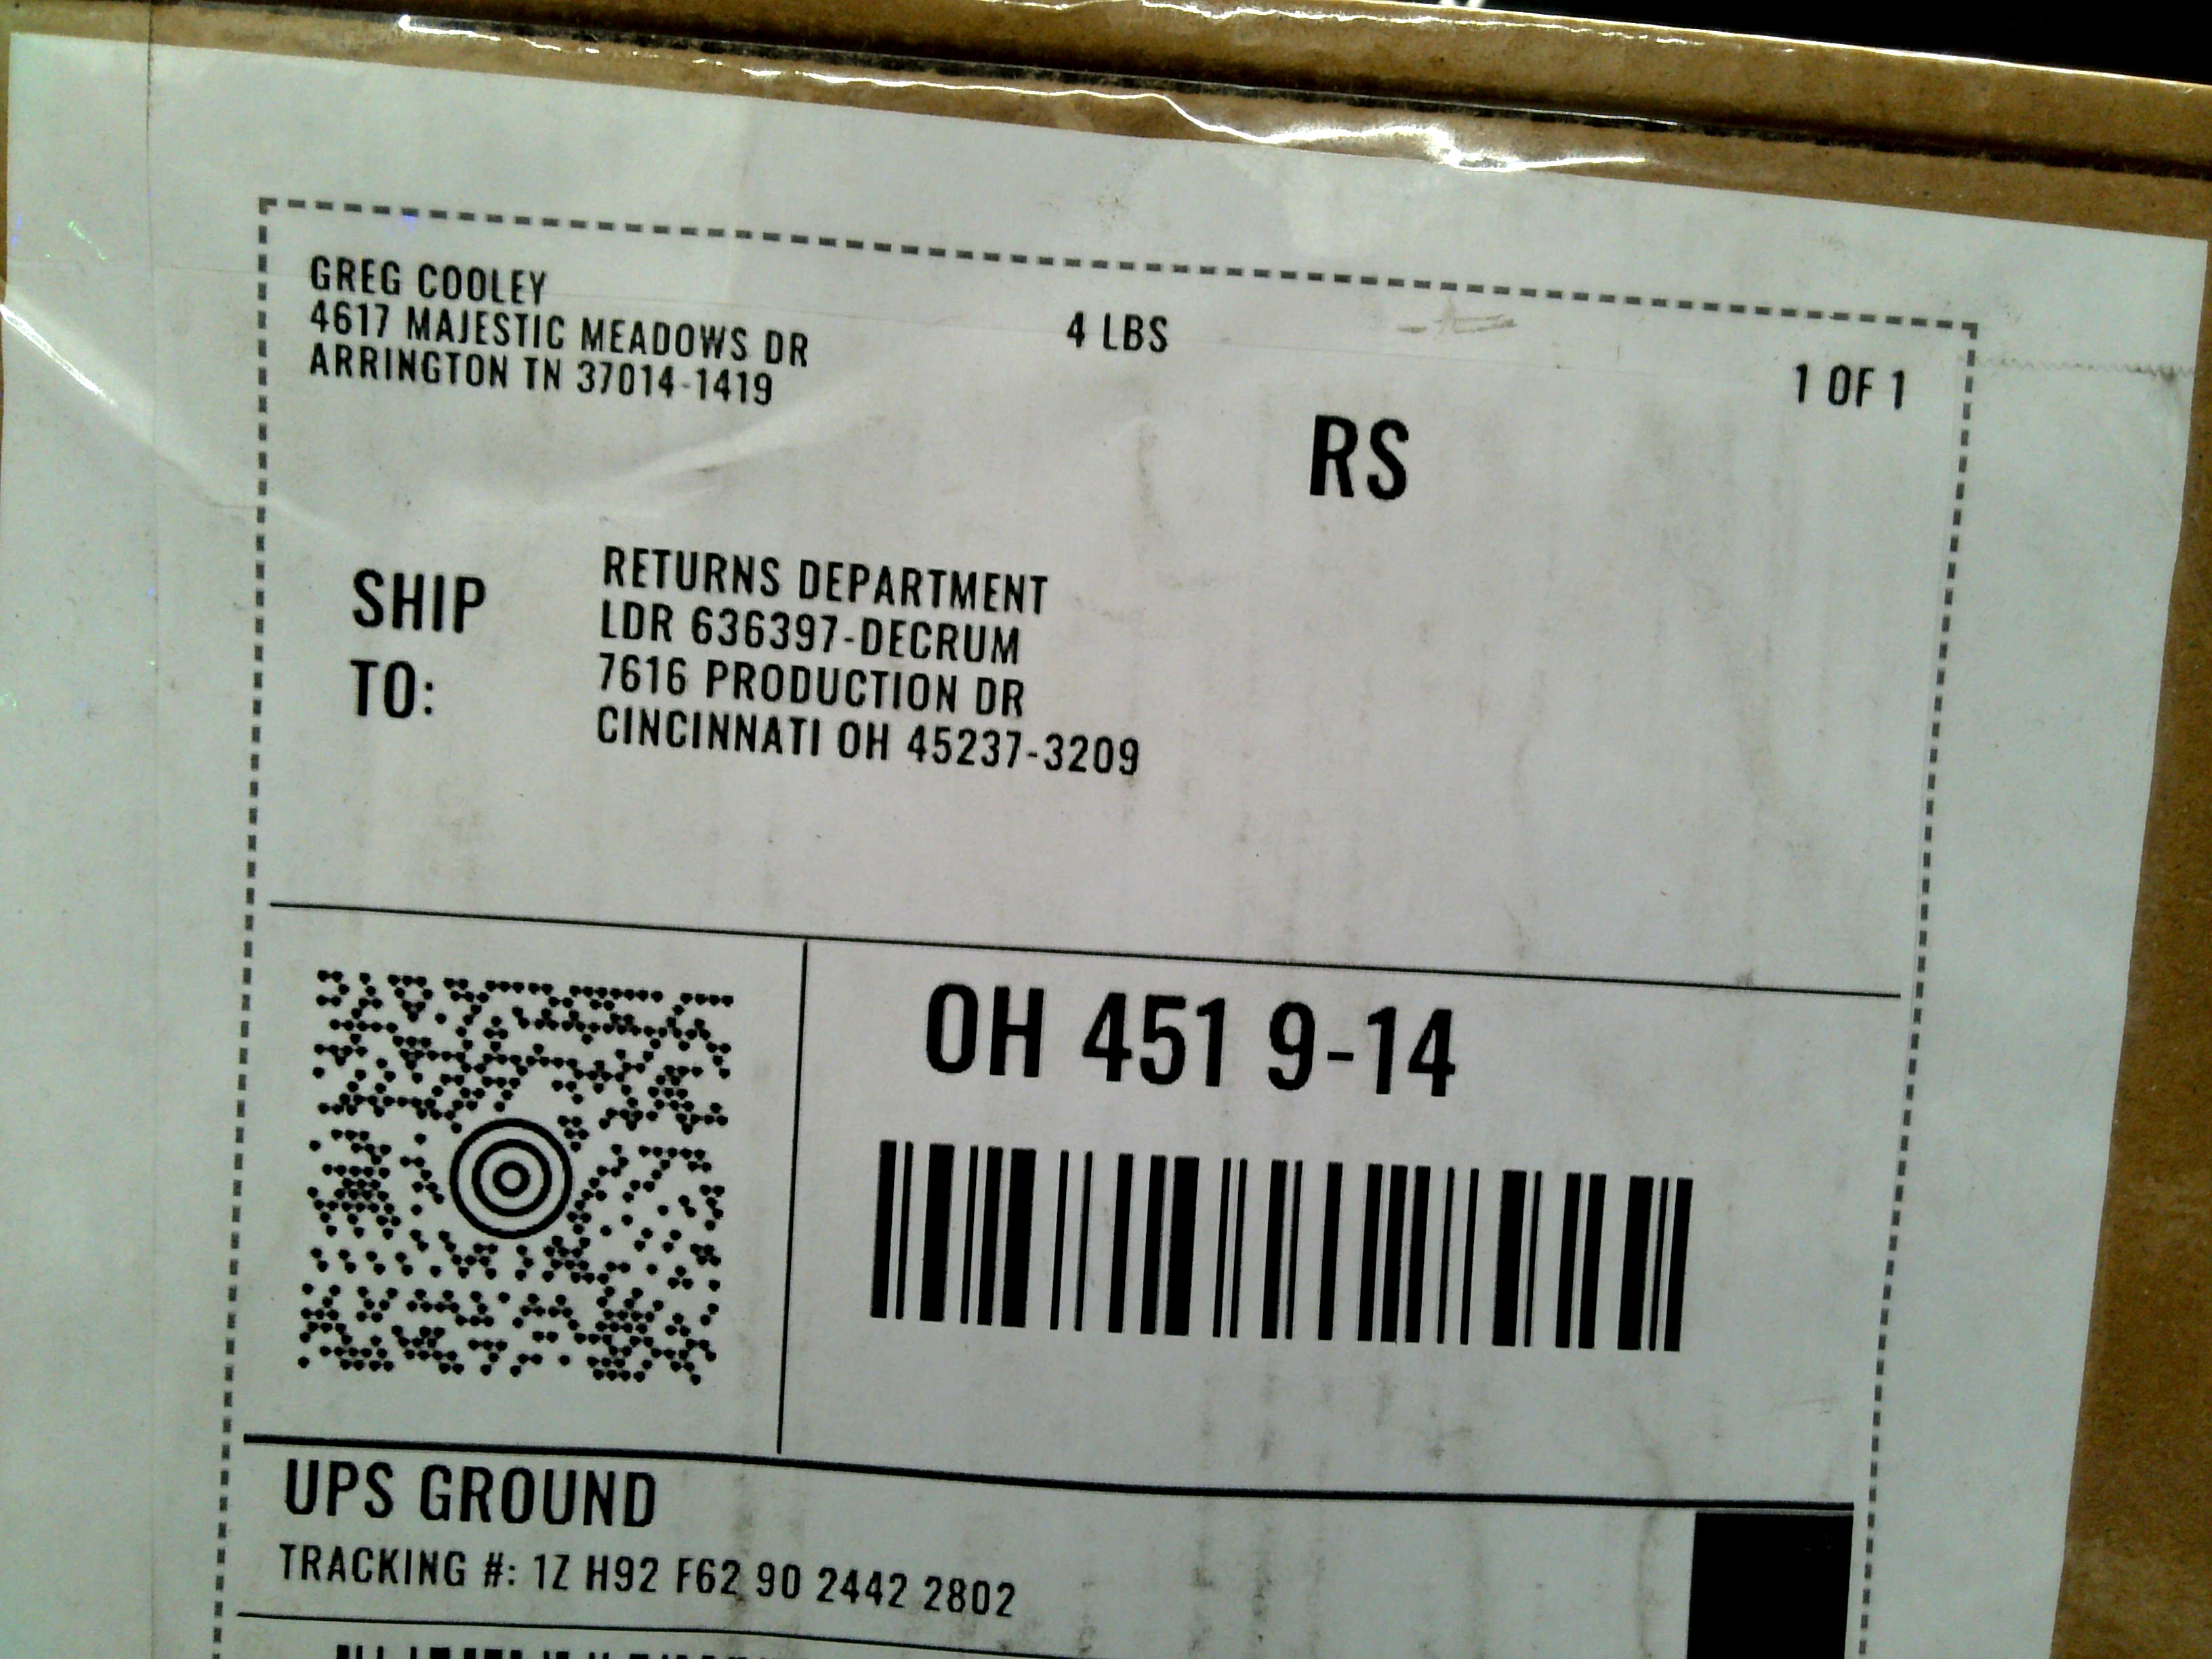 GREG COOLEY
4617 MAJESTIC MEADOWS DR
ARRINGTON TN 37014-1419
4 LBS
1 OF 1
RS
SHIP
TO:
RETURNS DEPARTMENT
LDR 636397-DECRUM
7616 PRODUCTION DR
CINCINNATI OH 45237-3209
OH 451 9-14
UPS GROUND
TRACKING #: 1Z H92 F62 90 2442 2802